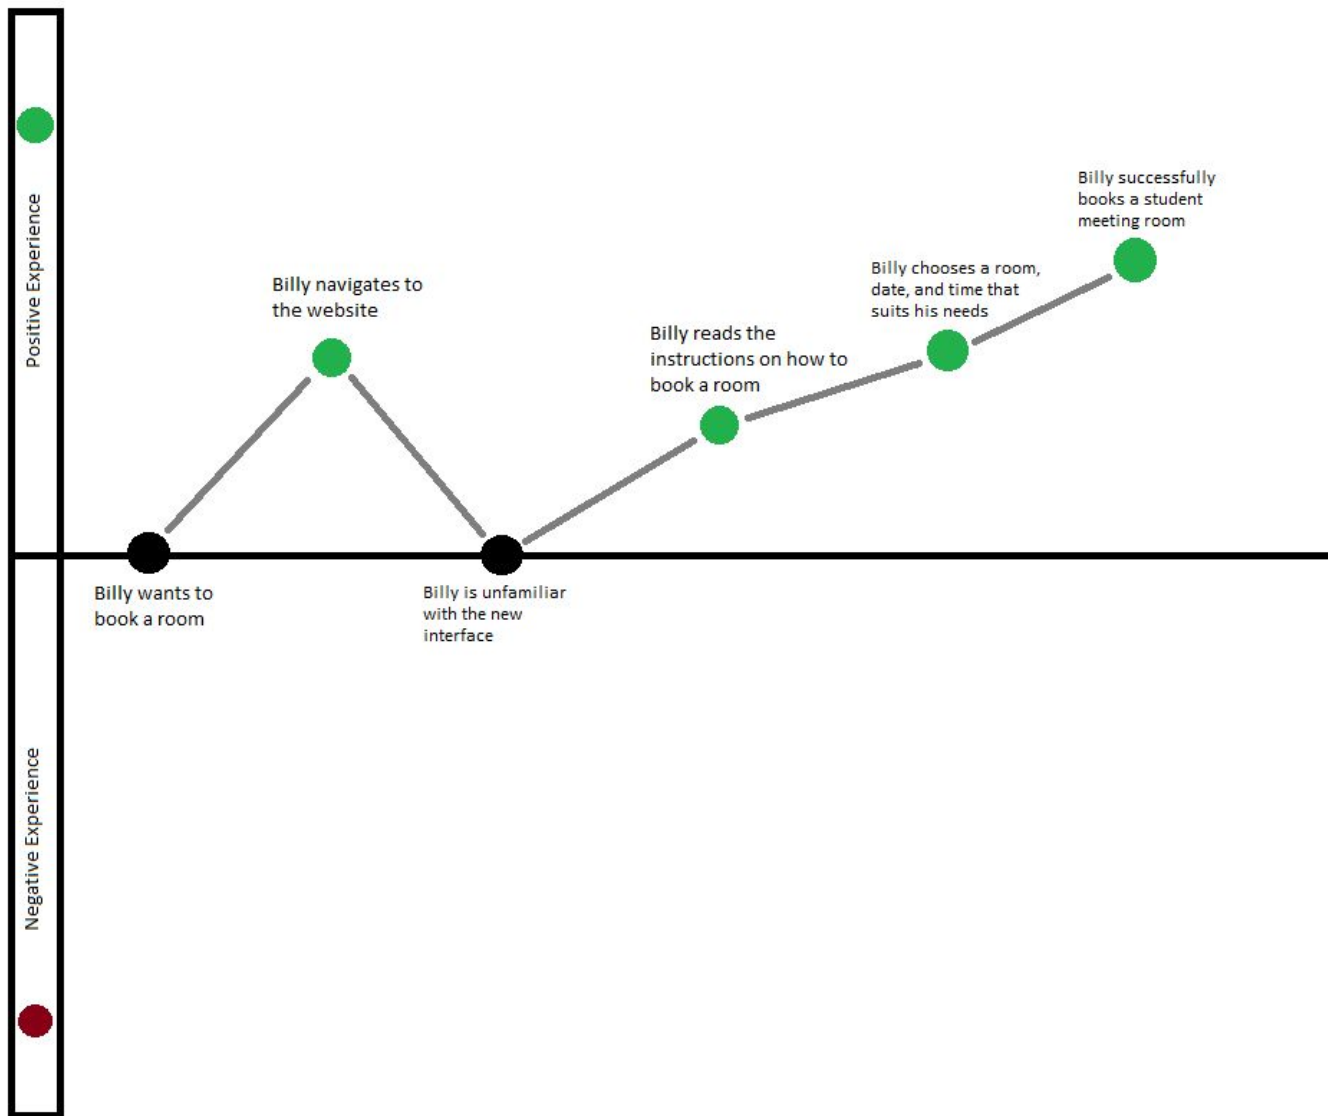 Positive Experience
Negative Experience
Billy wants to
book a room
Billy navigates to
the website
Billy is unfamiliar
with the new
interface
Billy reads the
instructions on how to
book a room
Billy chooses a room,
date, and time that
suits his needs
Billy successfully
books a student
meeting room